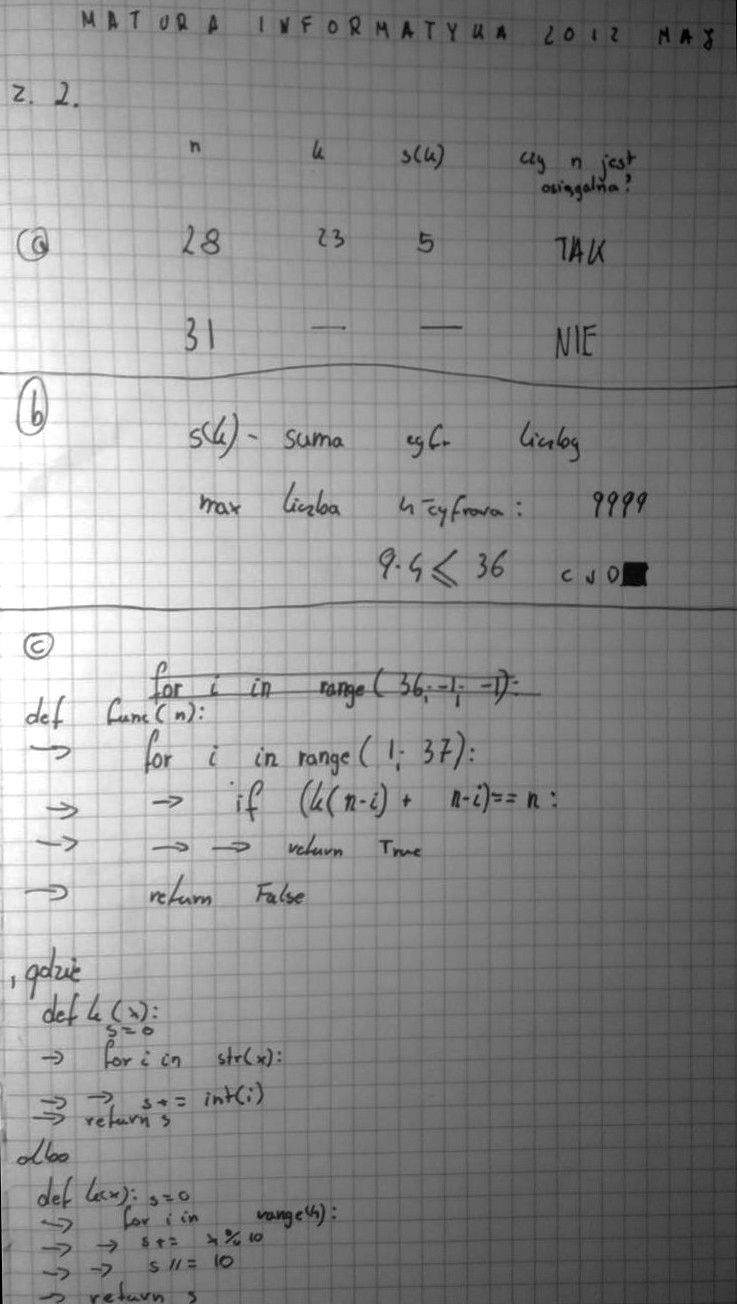 MATURA INFORMATYKA 2012 MAJ
z. 2.
n k s(k) czy n jest
osiągalna?
a 28 23 5 TAK
31 — — NIE
b
s(k) - suma cyfr liczby
max liczba 4-cyfrowa: 9999
9·4 ≤ 36 CND
c
for i in range(36; -1; -1):
def func(n):
→ for i in range(1; 37):
→ → if (k(n-i) + n-i)==n:
→ → → return True
→ return False
, gdzie
def k(x):
s=0
→ for i in str(x):
→ → s += int(i)
→ return s
albo
def k(x): s=0
→ for i in range(4):
→ → s += x % 10
→ → s //= 10
→ return s